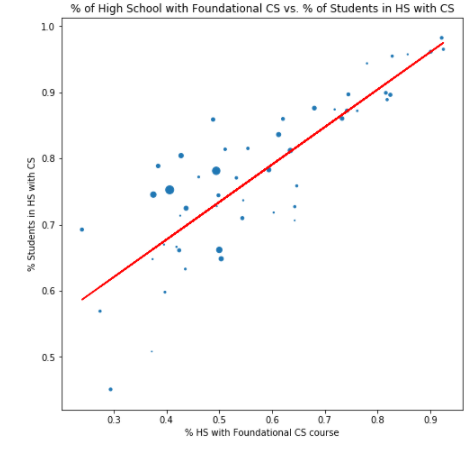 % of High School with Foundational CS vs. % of Students in HS with CS
1.0
0.9
0.8
0.7
0.6
0.5
% Students in HS with CS
0.3 0.4 0.5 0.6 0.7 0.8 0.9
% HS with Foundational CS course